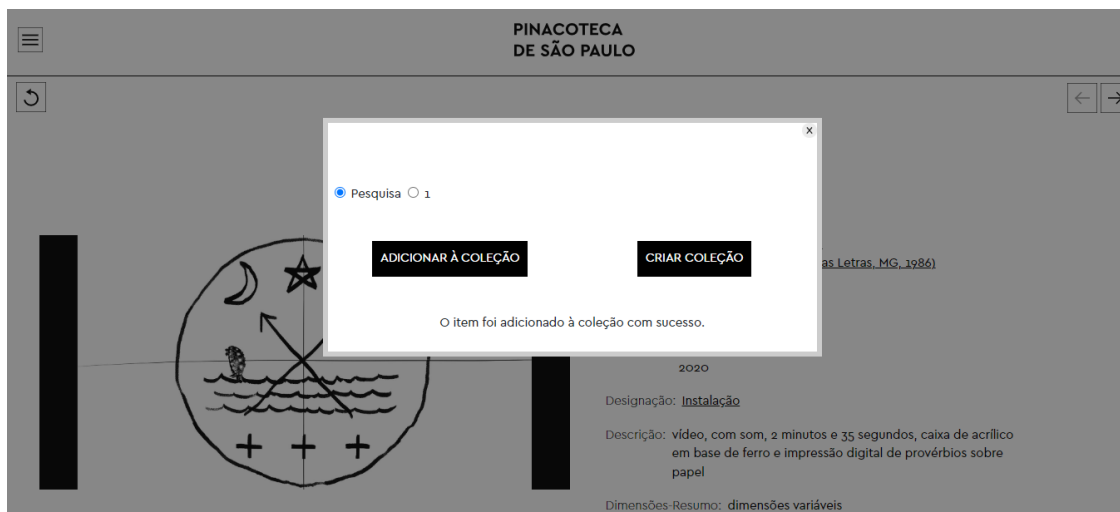 PINACOTECA
DE SÃO PAULO
x
Pesquisa 1
ADICIONAR À COLEÇÃO CRIAR COLEÇÃO
as Letras, MG, 1986)
O item foi adicionado à coleção com sucesso.
2020
Designação: Instalação
Descrição: vídeo, com som, 2 minutos e 35 segundos, caixa de acrílico
em base de ferro e impressão digital de provérbios sobre
papel
Dimensões-Resumo: dimensões variáveis